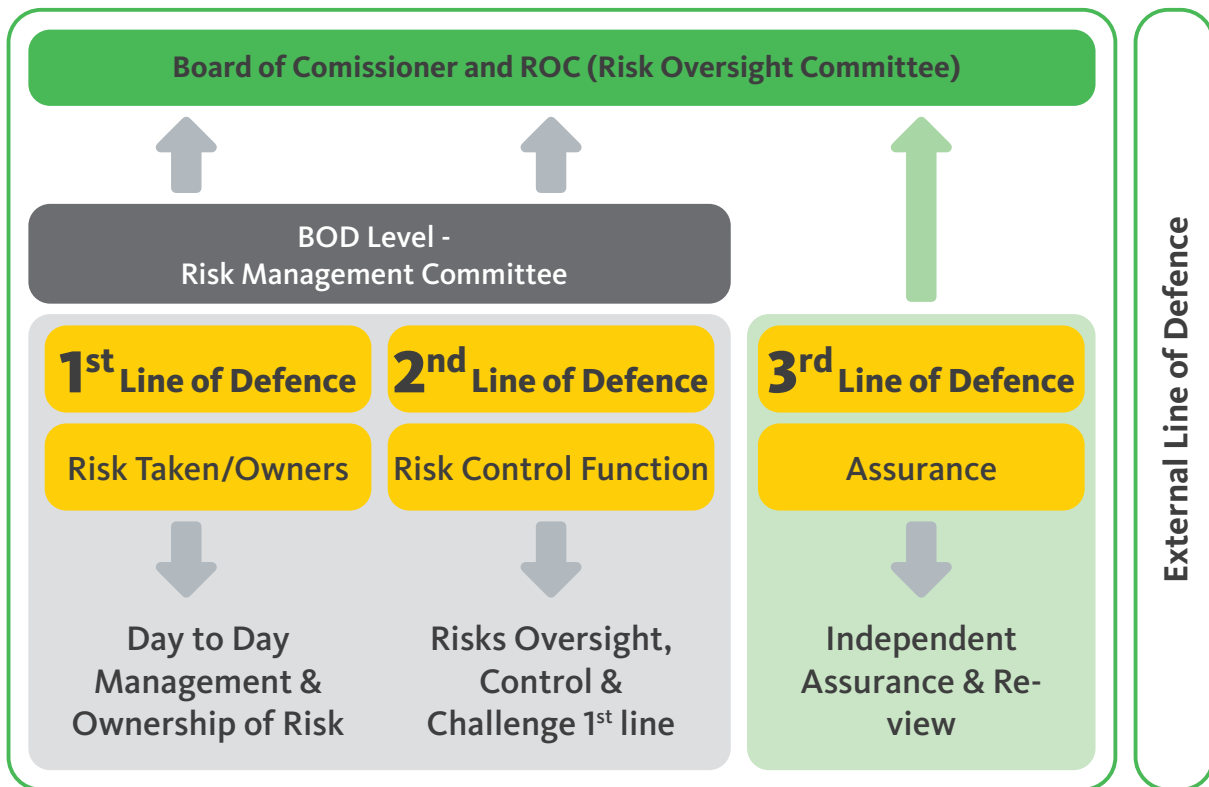 Board of Comissioner and ROC (Risk Oversight Committee)
BOD Level -
Risk Management Committee
1st Line of Defence
Risk Taken/Owners
Day to Day
Management &
Ownership of Risk
2nd Line of Defence
Risk Control Function
Risks Oversight,
Control &
Challenge 1st line
3rd Line of Defence
Assurance
Independent
Assurance & Re-
view
External Line of Defence